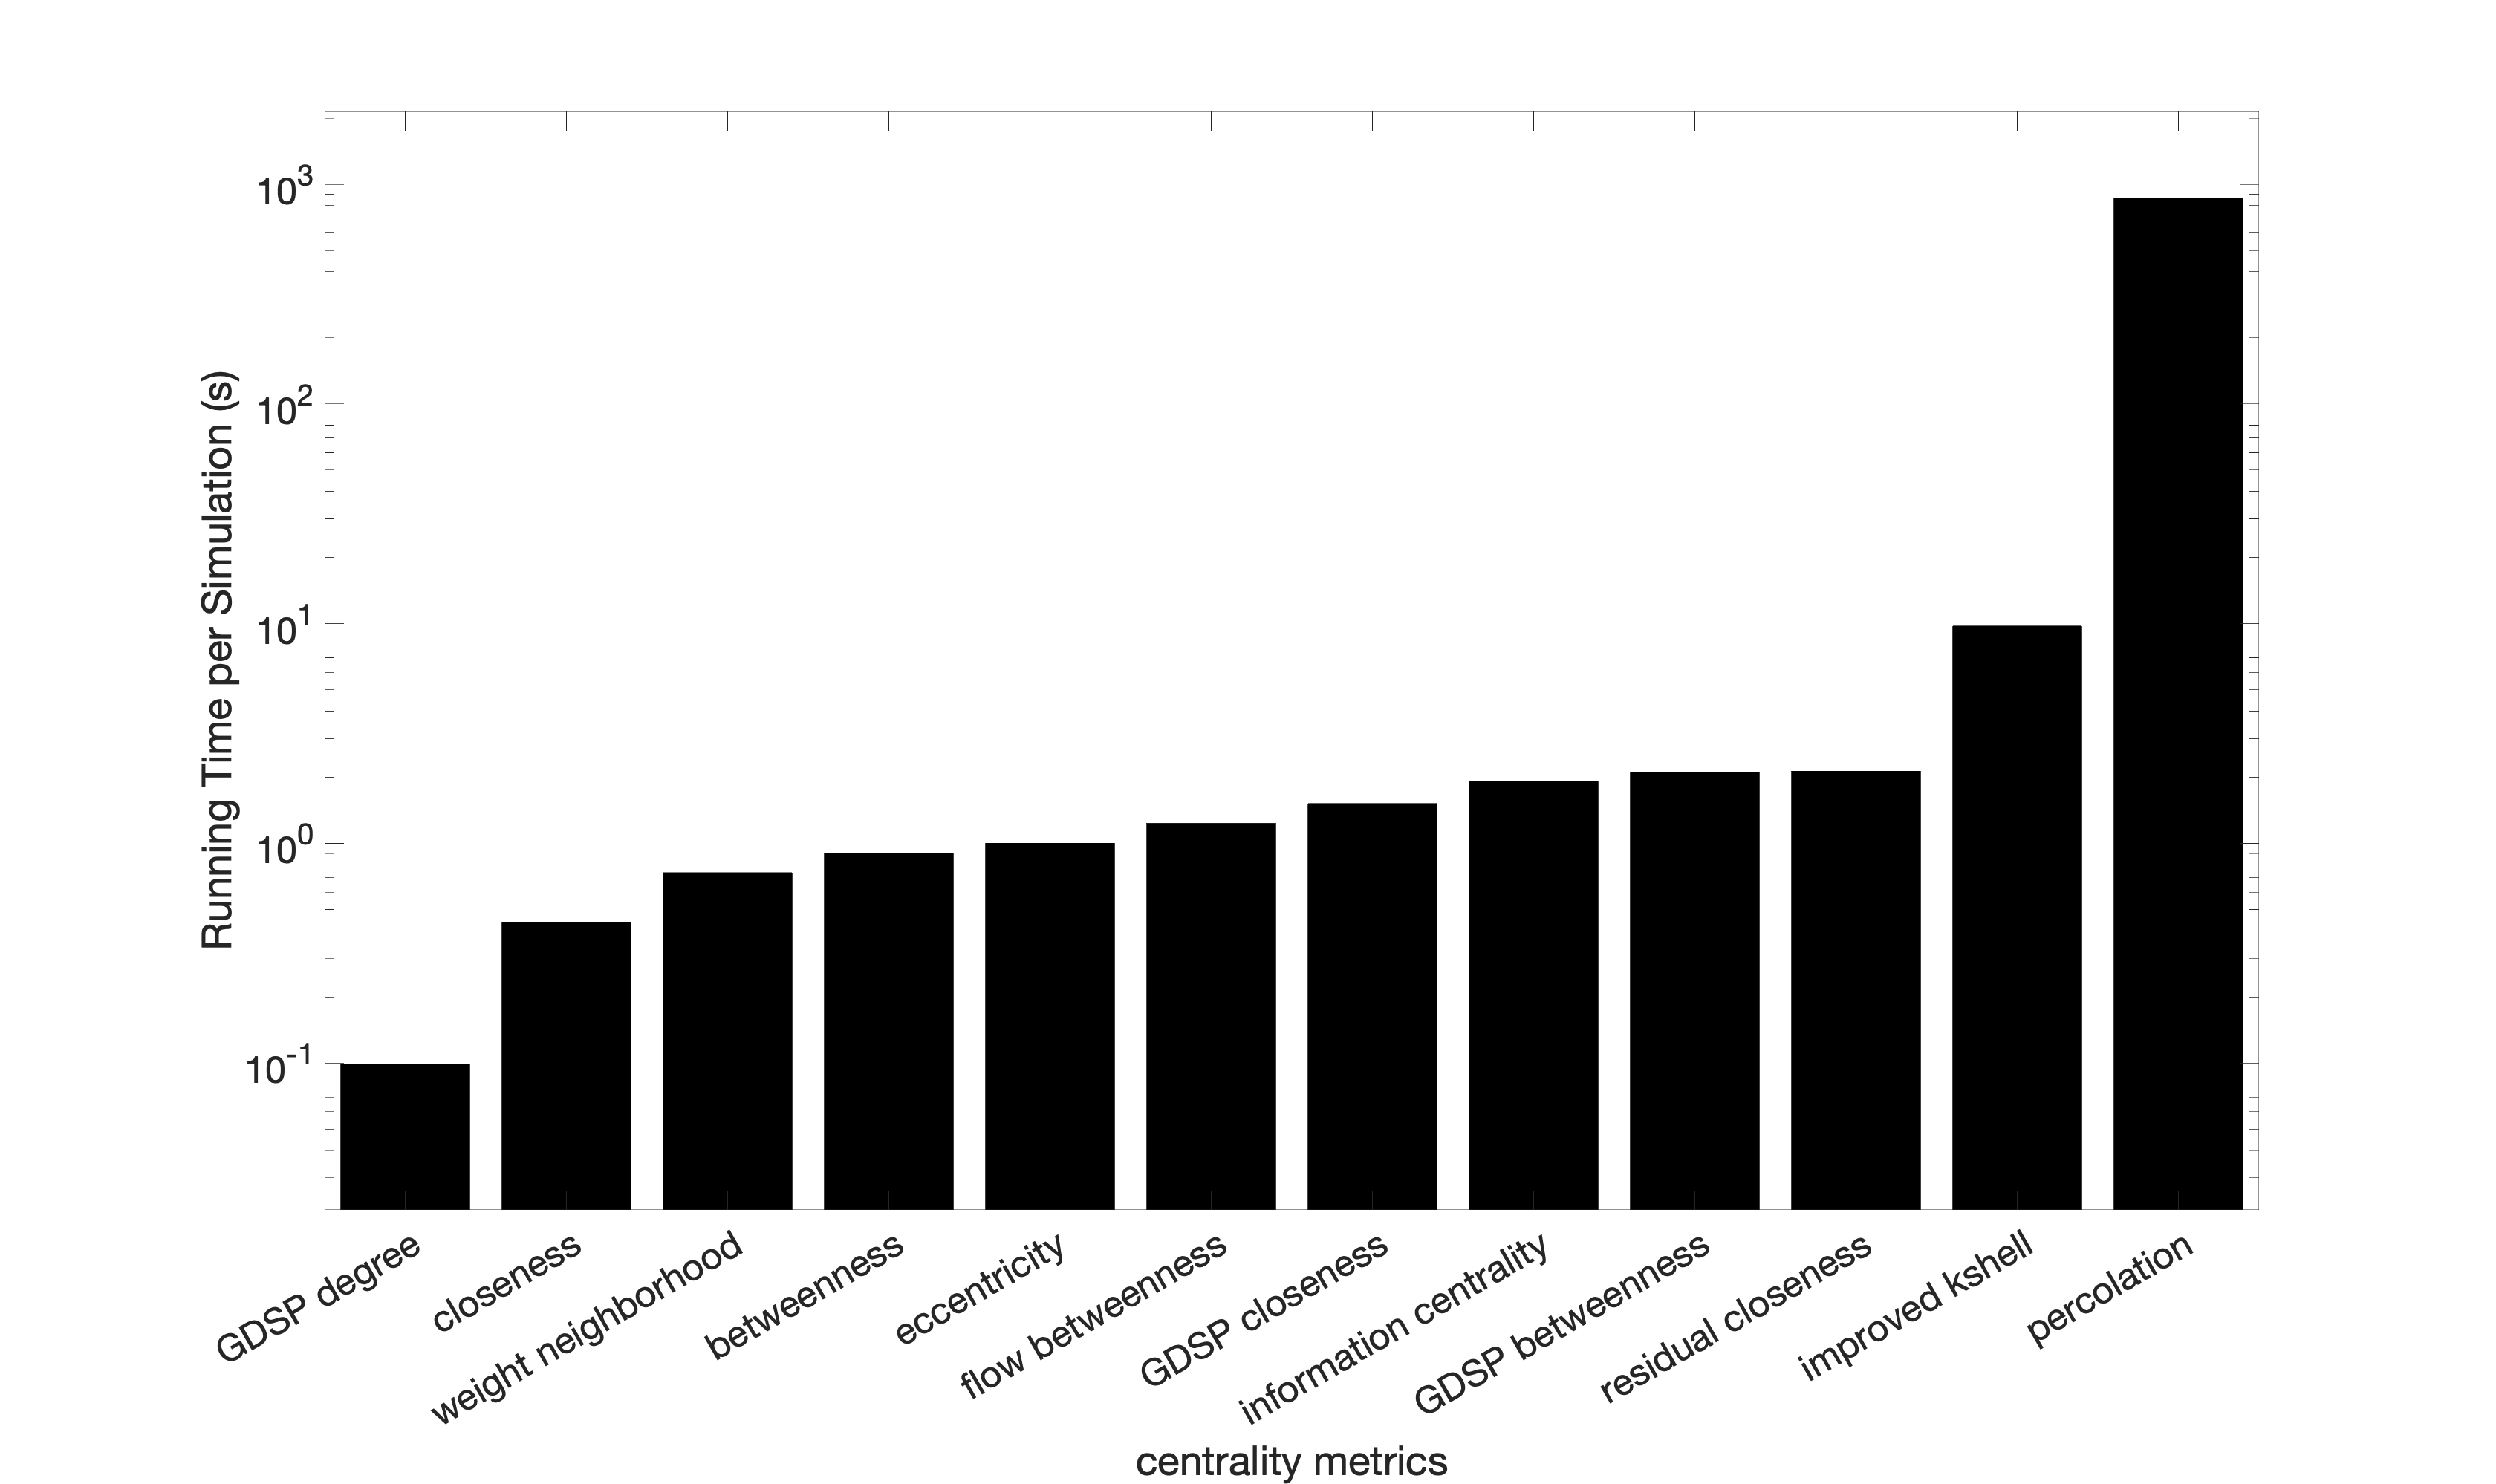 Running Time per Simulation (s)
10^3
10^2
10^1
10^0
10^-1
GDSP degree
closeness
weight neighborhood
betweenness
eccentricity
flow betweenness
GDSP closeness
information centrality
GDSP betweenness
residual closeness
improved kshell
percolation
centrality metrics